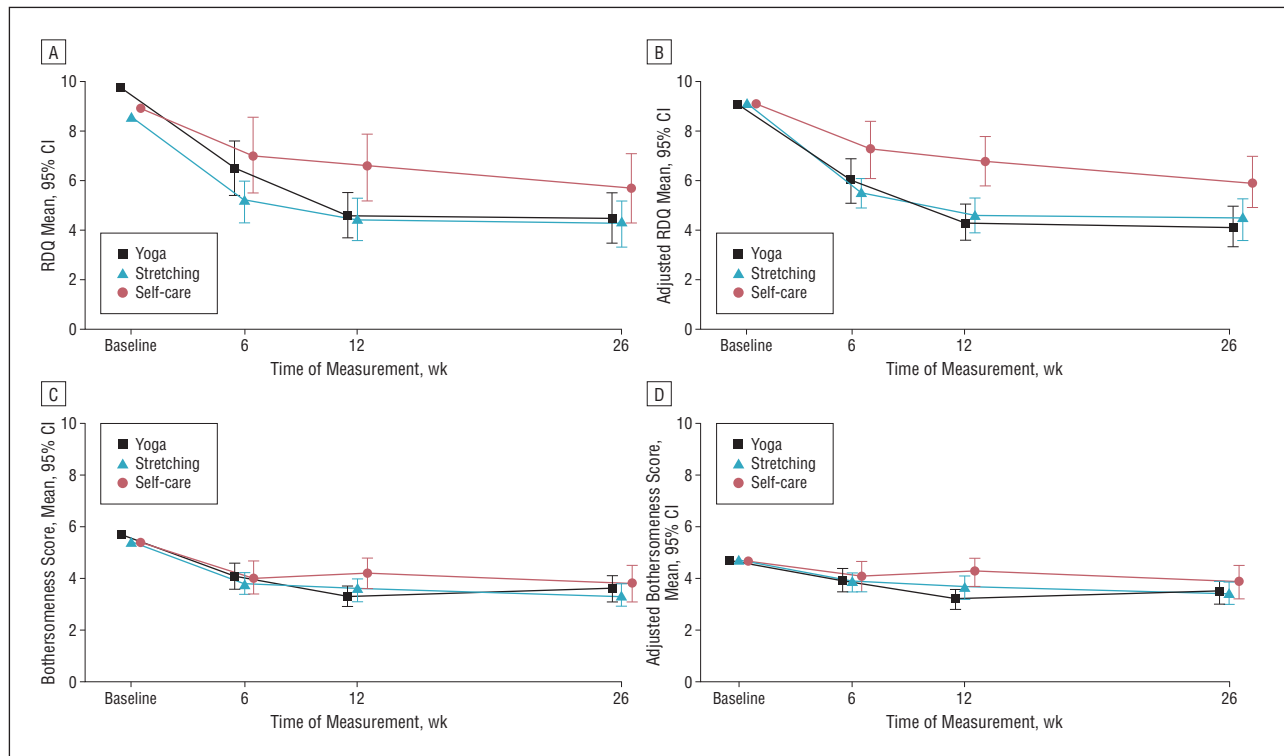 A
RDQ Mean, 95% CI
10
8
6
4
2
0
Yoga
Stretching
Self-care
Baseline
6
12
26
Time of Measurement, wk
B
Adjusted RDQ Mean, 95% CI
10
8
6
4
2
0
Yoga
Stretching
Self-care
Baseline
6
12
26
Time of Measurement, wk
C
Bothersomeness Score, Mean, 95% CI
10
8
6
4
2
0
Yoga
Stretching
Self-care
Baseline
6
12
26
Time of Measurement, wk
D
Adjusted Bothersomeness Score,
Mean, 95% CI
10
8
6
4
2
0
Yoga
Stretching
Self-care
Baseline
6
12
26
Time of Measurement, wk